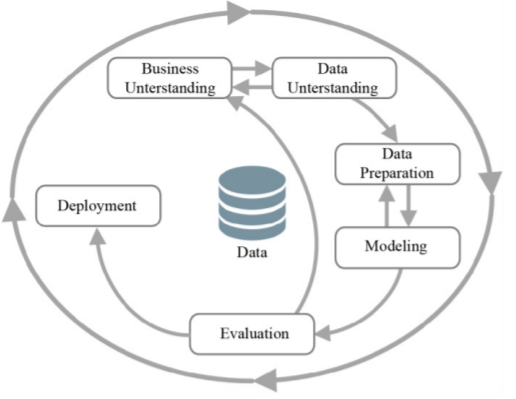 Business
Unterstanding
Data
Unterstanding
Data
Preparation
Deployment
Modeling
Data
Evaluation